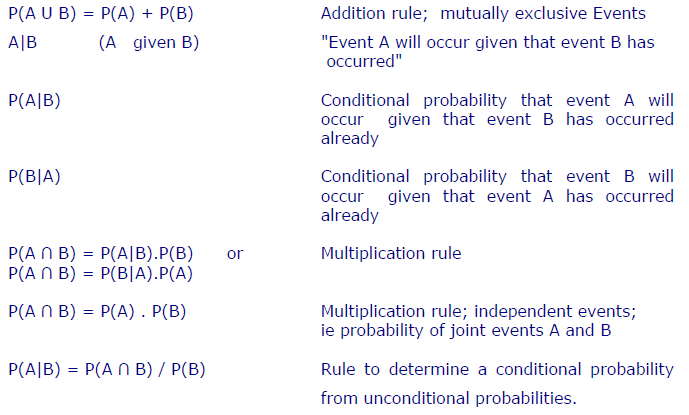 P(A U B) = P(A) + P(B) Addition rule; mutually exclusive Events
A|B (A given B) "Event A will occur given that event B has
occurred"
P(A|B) Conditional probability that event A will
occur given that event B has occurred
already
P(B|A) Conditional probability that event B will
occur given that event A has occurred
already
P(A ∩ B) = P(A|B).P(B) or Multiplication rule
P(A ∩ B) = P(B|A).P(A)
P(A ∩ B) = P(A) . P(B) Multiplication rule; independent events;
ie probability of joint events A and B
P(A|B) = P(A ∩ B) / P(B) Rule to determine a conditional probability
from unconditional probabilities.